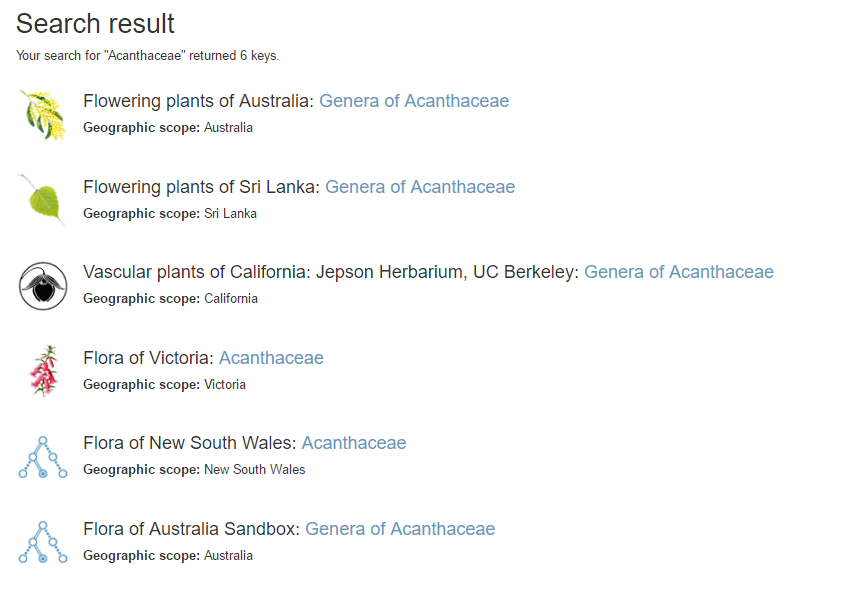 Search result
Your search for "Acanthaceae" returned 6 keys.
Flowering plants of Australia: Genera of Acanthaceae
Geographic scope: Australia
Flowering plants of Sri Lanka: Genera of Acanthaceae
Geographic scope: Sri Lanka
Vascular plants of California: Jepson Herbarium, UC Berkeley: Genera of Acanthaceae
Geographic scope: California
Flora of Victoria: Acanthaceae
Geographic scope: Victoria
Flora of New South Wales: Acanthaceae
Geographic scope: New South Wales
Flora of Australia Sandbox: Genera of Acanthaceae
Geographic scope: Australia